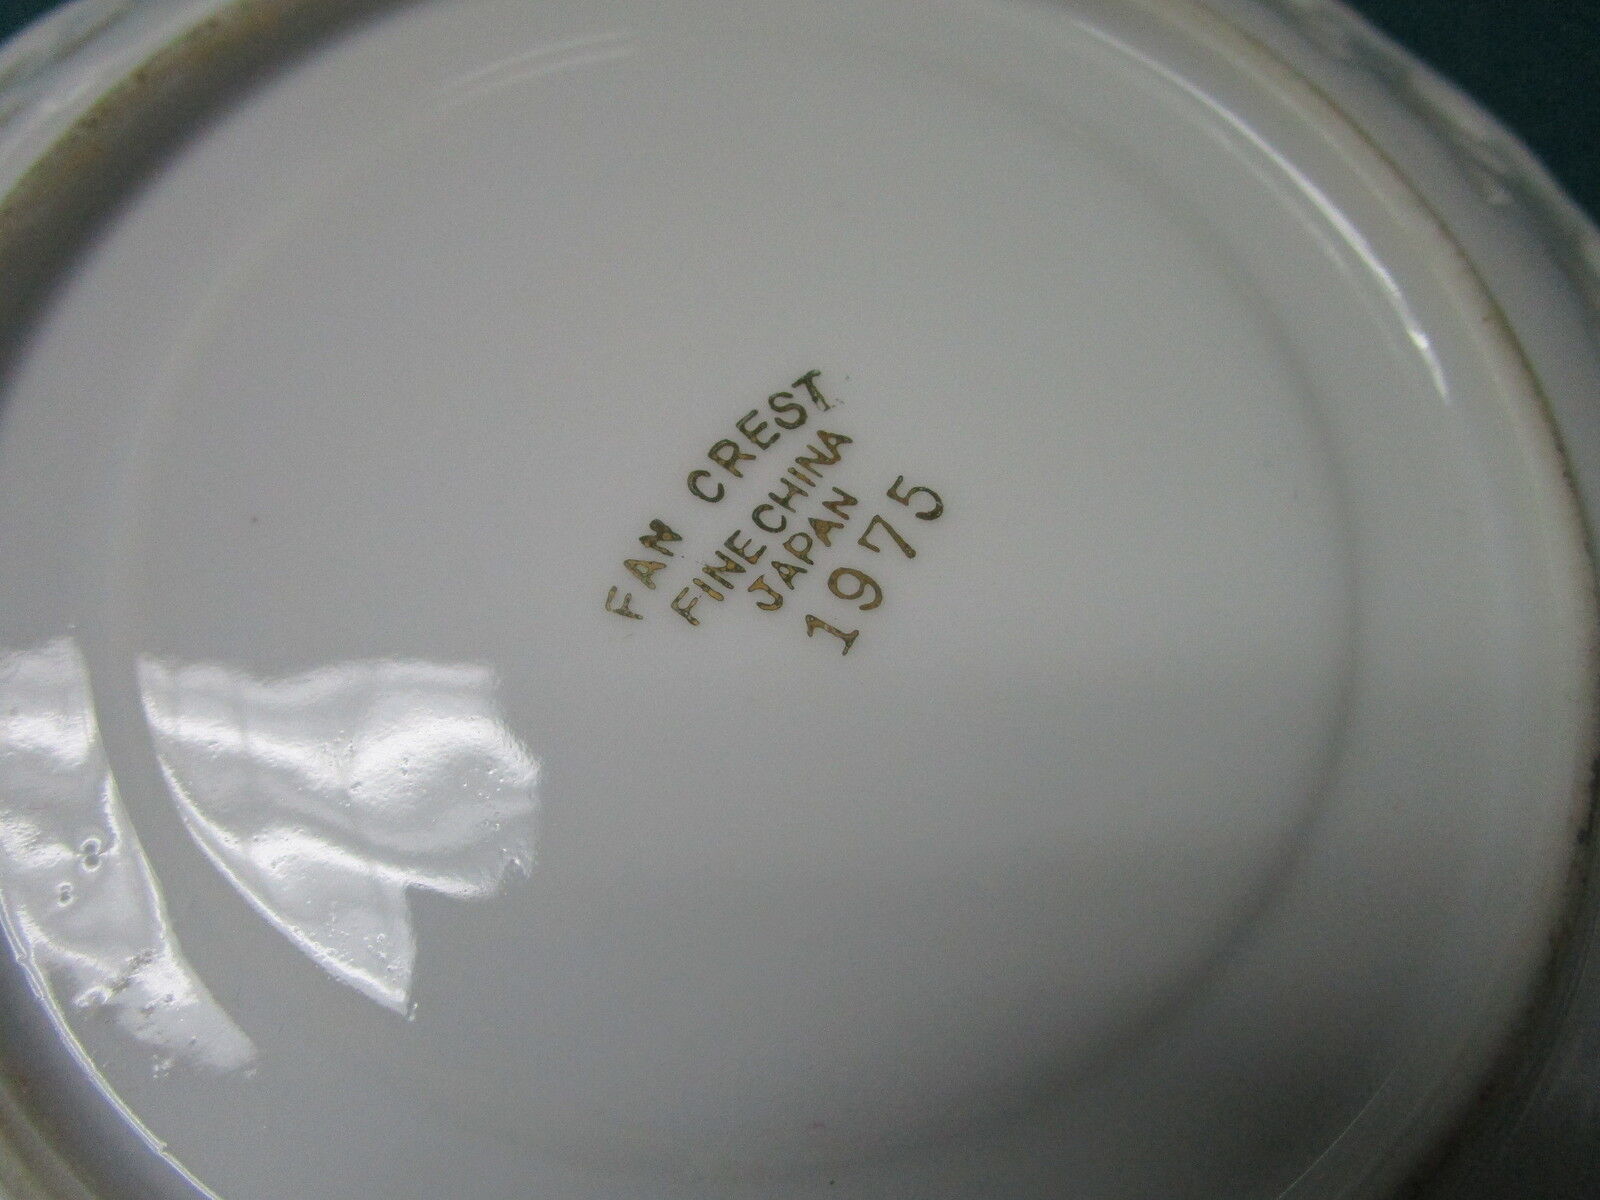 FAN CREST
FINE CHINA
JAPAN
1975